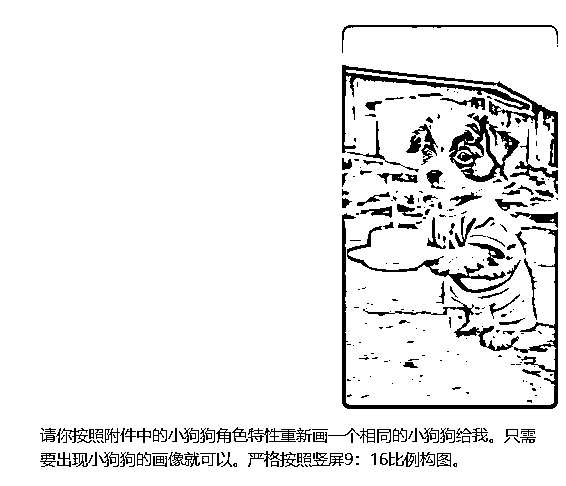 请你按照附件中的小狗狗角色特性重新画一个相同的小狗狗给我。只需
要出现小狗狗的画像就可以。严格按照竖屏9：16比例构图。